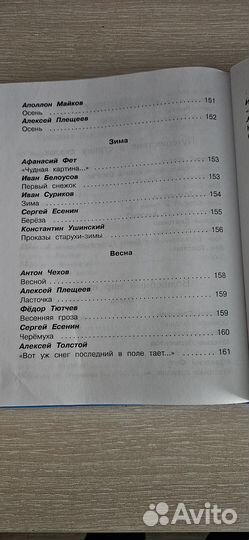 Аполлон Майков
Осень 151
Алексей Плещеев
Осень 152
Зима
Афанасий Фет
«Чудная картина...» 153
Иван Белоусов
Первый снежок 153
Иван Суриков
Зима 154
Сергей Есенин
Берёза 155
Константин Ушинский
Проказы старухи-зимы 156
Весна
Антон Чехов
Весной 158
Алексей Плещеев
Ласточка 159
Фёдор Тютчев
Весенняя гроза 159
Сергей Есенин
Черёмуха 160
Алексей Толстой
«Вот уж снег последний в поле тает...» 161
Avito